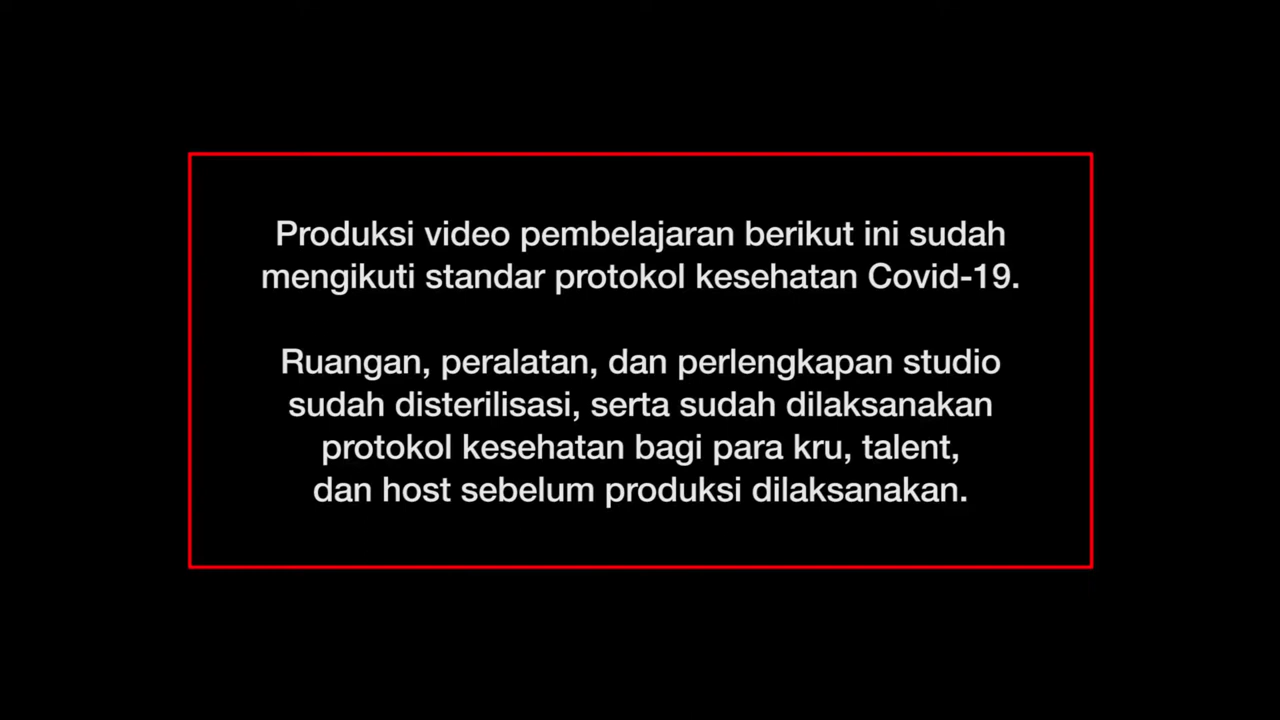 Produksi video pembelajaran berikut ini sudah
mengikuti standar protokol kesehatan Covid-19.
Ruangan, peralatan, dan perlengkapan studio
sudah disterilisasi, serta sudah dilaksanakan
protokol kesehatan bagi para kru, talent,
dan host sebelum produksi dilaksanakan.